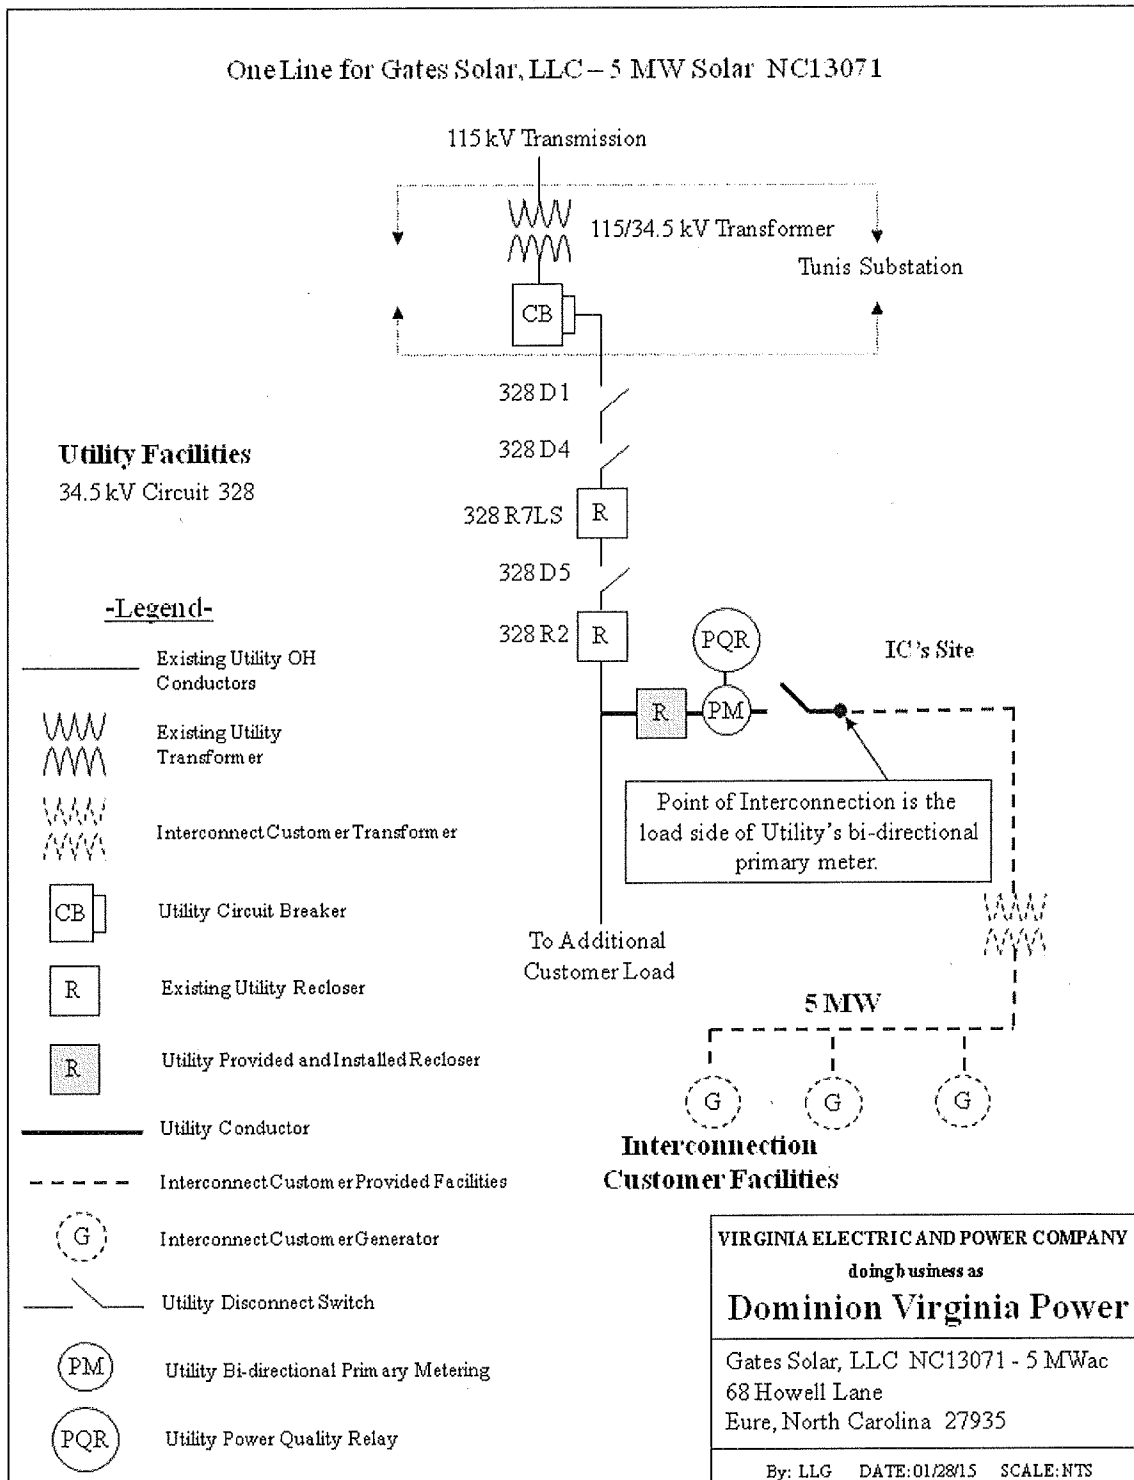 One Line for Gates Solar, LLC – 5 MW Solar NC13071
115 kV Transmission
115/34.5 kV Transformer
Tunis Substation
CB
328 D1
328 D4
Utility Facilities
34.5 kV Circuit 328
328 R7LS
R
328 D5
328 R2
R
PQR
IC's Site
R
PM
Point of Interconnection is the
load side of Utility's bi-directional
primary meter.
To Additional
Customer Load
5 MW
G
G
G
Interconnection
Customer Facilities
-Legend-
Existing Utility OH
Conductors
Existing Utility
Transformer
Interconnect Customer Transformer
CB
Utility Circuit Breaker
R
Existing Utility Recloser
R
Utility Provided and Installed Recloser
Utility Conductor
Interconnect Customer Provided Facilities
G
Interconnect Customer Generator
Utility Disconnect Switch
PM
Utility Bi-directional Primary Metering
PQR
Utility Power Quality Relay
VIRGINIA ELECTRIC AND POWER COMPANY
doing business as
Dominion Virginia Power
Gates Solar, LLC NC13071 - 5 MWac
68 Howell Lane
Eure, North Carolina 27935
By: LLG DATE: 01/28/15 SCALE: NTS